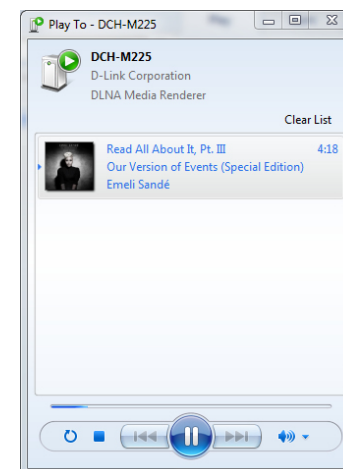 Play To - DCH-M225
DCH-M225
D-Link Corporation
DLNA Media Renderer
Clear List
Read All About It, Pt. III 4:18
Our Version of Events (Special Edition)
Emeli Sandé